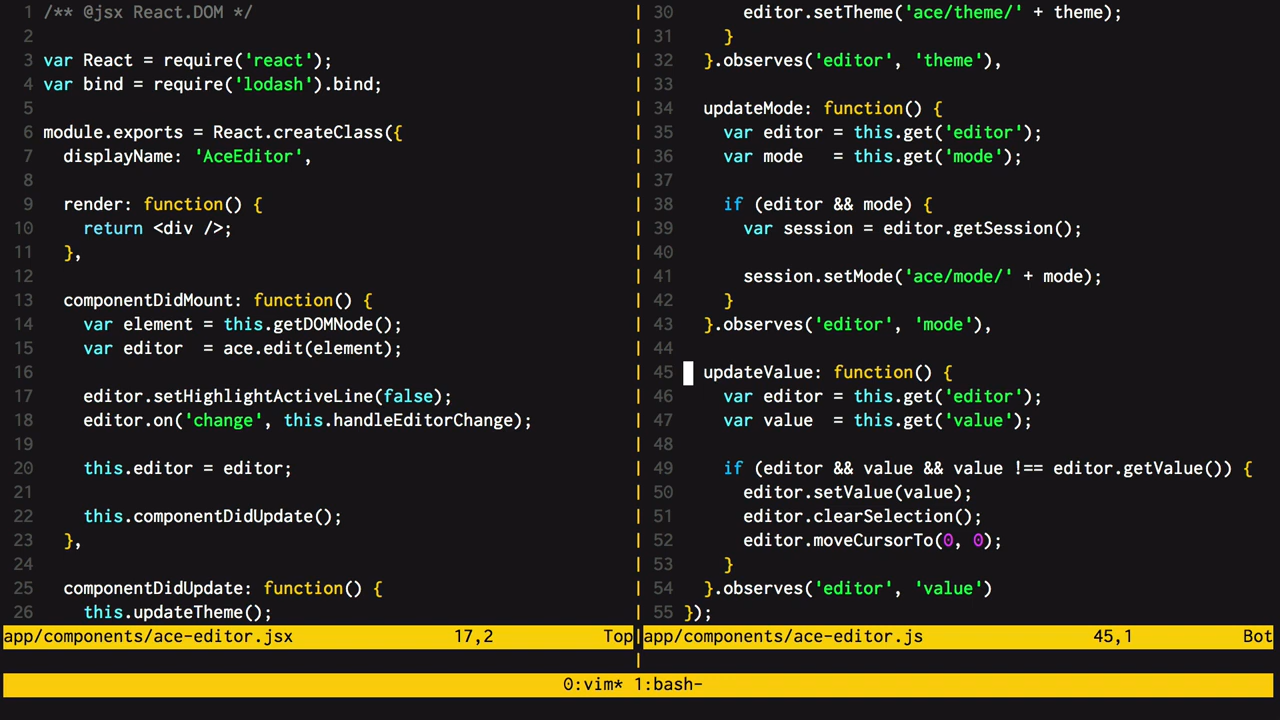 1 /** @jsx React.DOM */
2
3 var React = require('react');
4 var bind = require('lodash').bind;
5
6 module.exports = React.createClass({
7   displayName: 'AceEditor',
8
9   render: function() {
10     return <div />;
11   },
12
13   componentDidMount: function() {
14     var element = this.getDOMNode();
15     var editor  = ace.edit(element);
16
17     editor.setHighlightActiveLine(false);
18     editor.on('change', this.handleEditorChange);
19
20     this.editor = editor;
21
22     this.componentDidUpdate();
23   },
24
25   componentDidUpdate: function() {
26     this.updateTheme();
app/components/ace-editor.jsx 17,2 Top
30       editor.setTheme('ace/theme/' + theme);
31     }
32   }.observes('editor', 'theme'),
33
34   updateMode: function() {
35     var editor = this.get('editor');
36     var mode   = this.get('mode');
37
38     if (editor && mode) {
39       var session = editor.getSession();
40
41       session.setMode('ace/mode/' + mode);
42     }
43   }.observes('editor', 'mode'),
44
45   updateValue: function() {
46     var editor = this.get('editor');
47     var value  = this.get('value');
48
49     if (editor && value && value !== editor.getValue()) {
50       editor.setValue(value);
51       editor.clearSelection();
52       editor.moveCursorTo(0, 0);
53     }
54   }.observes('editor', 'value')
55 });
app/components/ace-editor.js 45,1 Bot
0:vim* 1:bash-